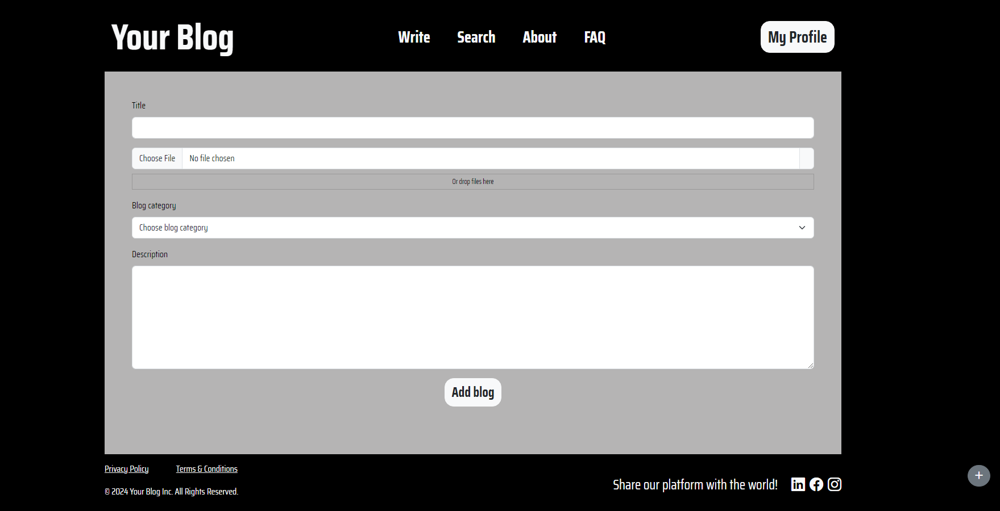 Your Blog
Write Search About FAQ
My Profile
Title
Choose File No file chosen
Or drop files here
Blog category
Choose blog category
Description
Add blog
Privacy Policy Terms & Conditions
© 2024 Your Blog Inc. All Rights Reserved.
Share our platform with the world!